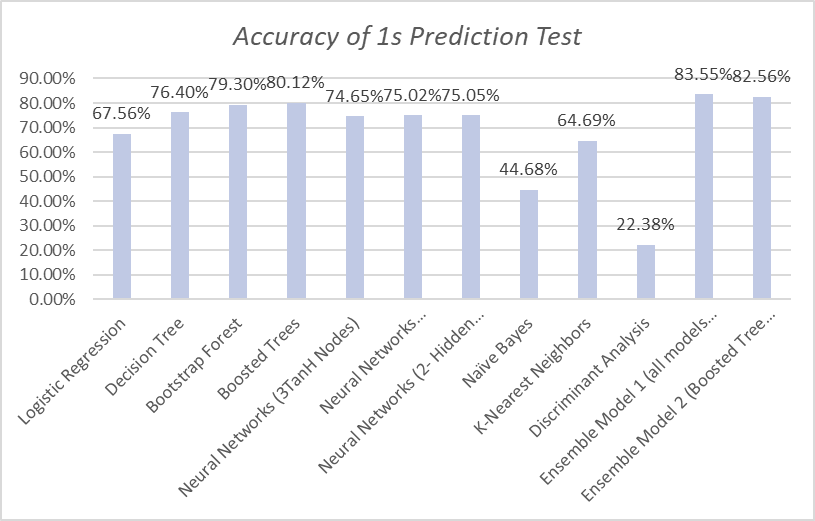 Accuracy of 1s Prediction Test
90.00%
80.00%
70.00%
60.00%
50.00%
40.00%
30.00%
20.00%
10.00%
0.00%
67.56%
76.40%
79.30%
80.12%
74.65%
75.02%
75.05%
44.68%
64.69%
22.38%
83.55%
82.56%
Logistic Regression
Decision Tree
Bootstrap Forest
Boosted Trees
Neural Networks (3TanH Nodes)
Neural Networks...
Neural Networks (2- Hidden...
Naïve Bayes
K-Nearest Neighbors
Discriminant Analysis
Ensemble Model 1 (all models...
Ensemble Model 2 (Boosted Tree...